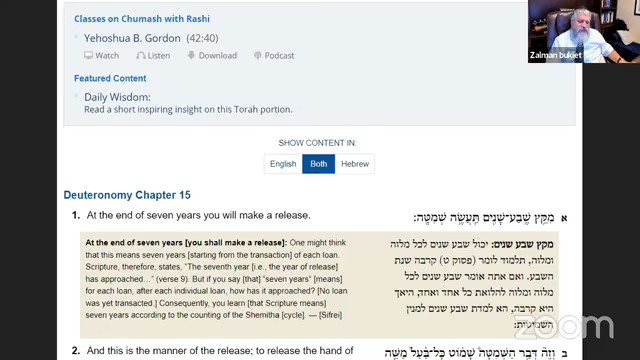 Classes on Chumash with Rashi
Yehoshua B. Gordon (42:40)
Watch Listen Download Podcast
Featured Content
Daily Wisdom:
Read a short inspiring insight on this Torah portion.
Zalman bukiet
SHOW CONTENT IN:
English Both Hebrew
Deuteronomy Chapter 15
1. At the end of seven years you will make a release.
א מִקֵּץ שֶׁבַע־שָׁנִים תַּעֲשֶׂה שְׁמִטָּה:
At the end of seven years [you shall make a release]: One might think
that this means seven years [starting from the transaction] of each loan.
Scripture, therefore, states, “The seventh year [i.e., the year of release]
has approached…” (verse 9). But if you say [that] “seven years” [means]
for each loan, after each individual loan, how has it approached? [No loan
was yet transacted.] Consequently, you learn [that Scripture means]
seven years according to the counting of the Shemitha [cycle]. — [Sifrei]
מקץ שבע שנים: יכול שבע שנים לכל מלוה
ומלוה, תלמוד לומר (פסוק ט) קרבה שנת
השבע. ואם אתה אומר שבע שנים לכל
מלוה ומלוה להלואת כל אחד ואחד, היאך
היא קרבה, הא למדת שבע שנים למנין
השמיטות:
zoom
2. And this is the manner of the release; to release the hand of
ב וְזֶה דְּבַר הַשְּׁמִטָּה שָׁמוֹט כָּל־בַּעַל מַשֵּׁה